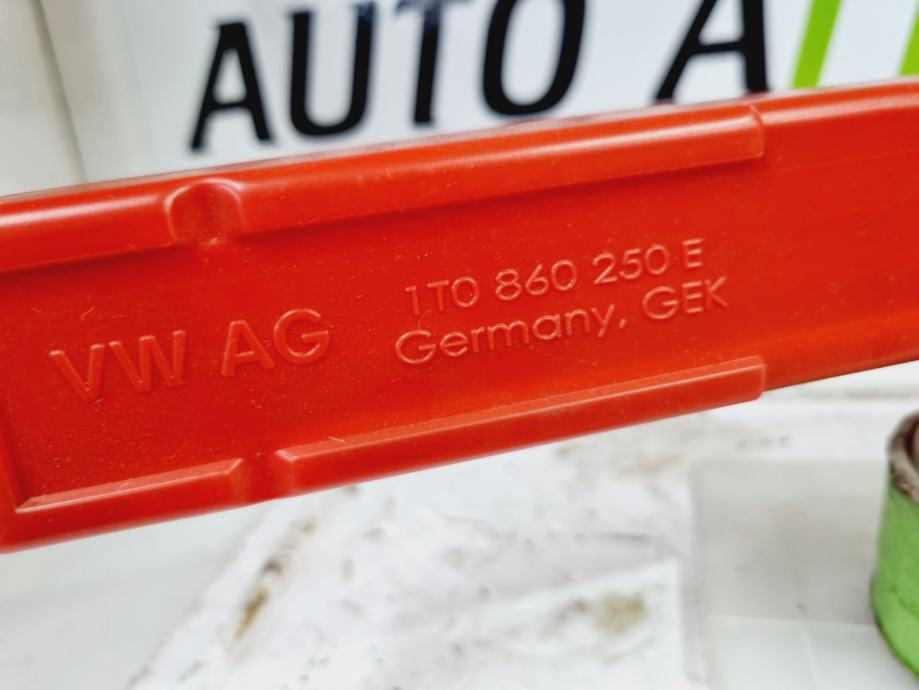 AUTO A
VW AG
1T0 860 250 E
Germany, GEK